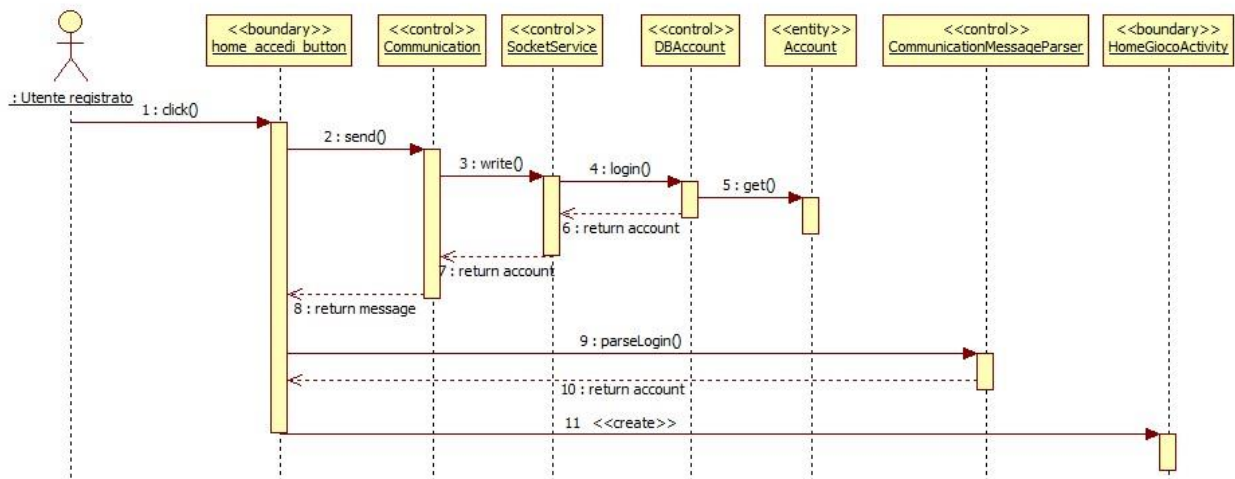 <<boundary>>
home_accedi_button
<<control>>
Communication
<<control>>
SocketService
<<control>>
DBAccount
<<entity>>
Account
<<control>>
CommunicationMessageParser
<<boundary>>
HomeGiocoActivity
: Utente registrato
1 : click()
2 : send()
3 : write()
4 : login()
5 : get()
6 : return account
7 : return account
8 : return message
9 : parseLogin()
10 : return account
11 <<create>>